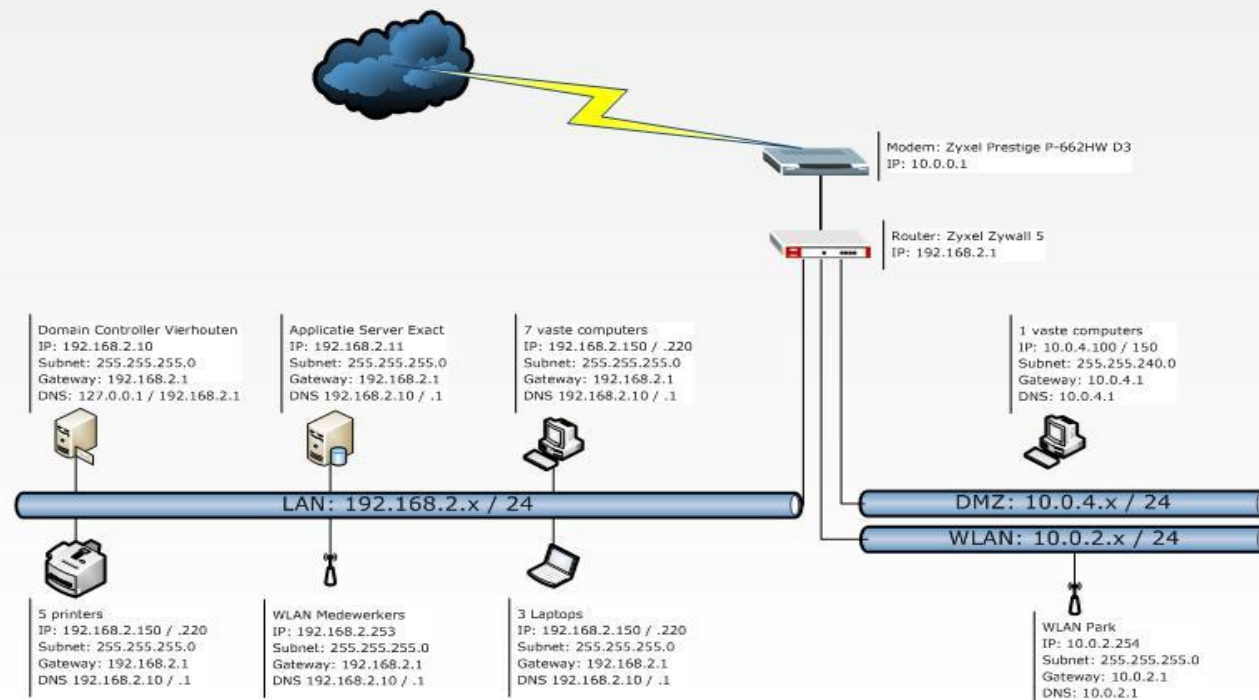 Modem: Zyxel Prestige P-662HW D3
IP: 10.0.0.1
Router: Zyxel Zywall 5
IP: 192.168.2.1
Domain Controller Vierhouten
IP: 192.168.2.10
Subnet: 255.255.255.0
Gateway: 192.168.2.1
DNS: 127.0.0.1 / 192.168.2.1
Applicatie Server Exact
IP: 192.168.2.11
Subnet: 255.255.255.0
Gateway: 192.168.2.1
DNS 192.168.2.10 / .1
7 vaste computers
IP: 192.168.2.150 / .220
Subnet: 255.255.255.0
Gateway: 192.168.2.1
DNS 192.168.2.10 / .1
1 vaste computers
IP: 10.0.4.100 / 150
Subnet: 255.255.240.0
Gateway: 10.0.4.1
DNS: 10.0.4.1
LAN: 192.168.2.x / 24
DMZ: 10.0.4.x / 24
WLAN: 10.0.2.x / 24
5 printers
IP: 192.168.2.150 / .220
Subnet: 255.255.255.0
Gateway: 192.168.2.1
DNS 192.168.2.10 / .1
WLAN Medewerkers
IP: 192.168.2.253
Subnet: 255.255.255.0
Gateway: 192.168.2.1
DNS 192.168.2.10 / .1
3 Laptops
IP: 192.168.2.150 / .220
Subnet: 255.255.255.0
Gateway: 192.168.2.1
DNS 192.168.2.10 / .1
WLAN Park
IP: 10.0.2.254
Subnet: 255.255.255.0
Gateway: 10.0.2.1
DNS: 10.0.2.1